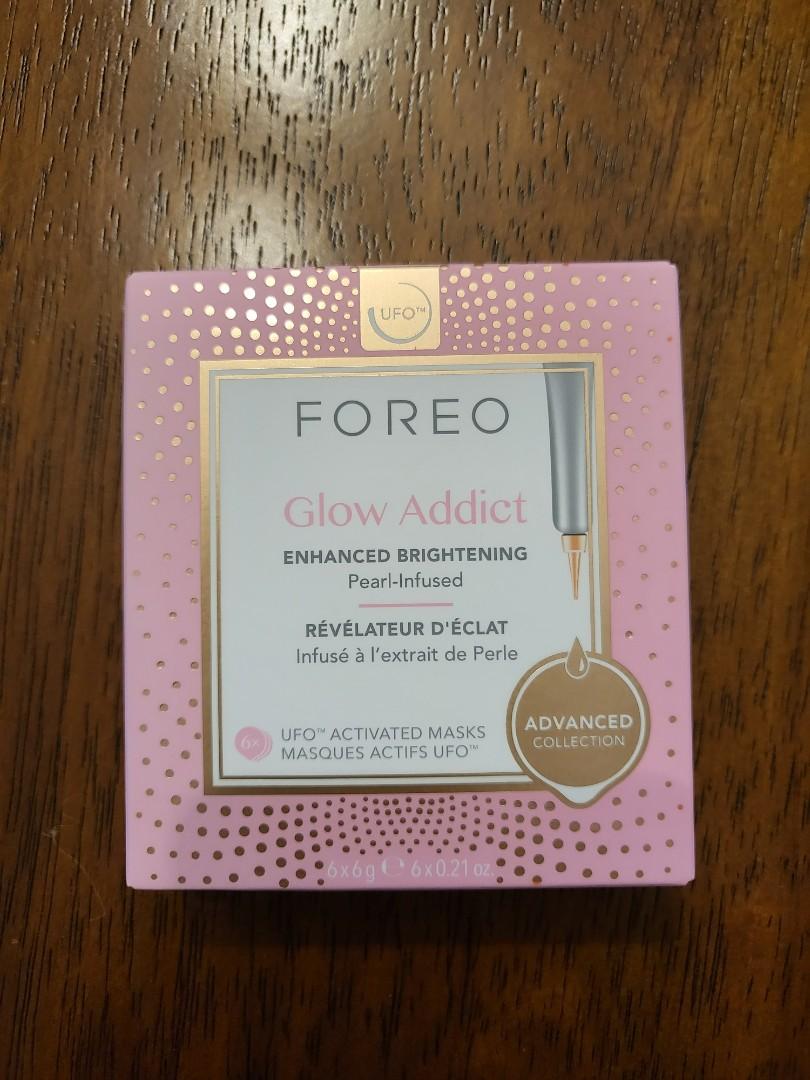 UFO™
FOREO
Glow Addict
ENHANCED BRIGHTENING
Pearl-Infused
RÉVÉLATEUR D'ÉCLAT
Infusé à l'extrait de Perle
6x
UFO™ ACTIVATED MASKS
MASQUES ACTIFS UFO™
ADVANCED
COLLECTION
6x6g ℮ 6x0.21 oz.